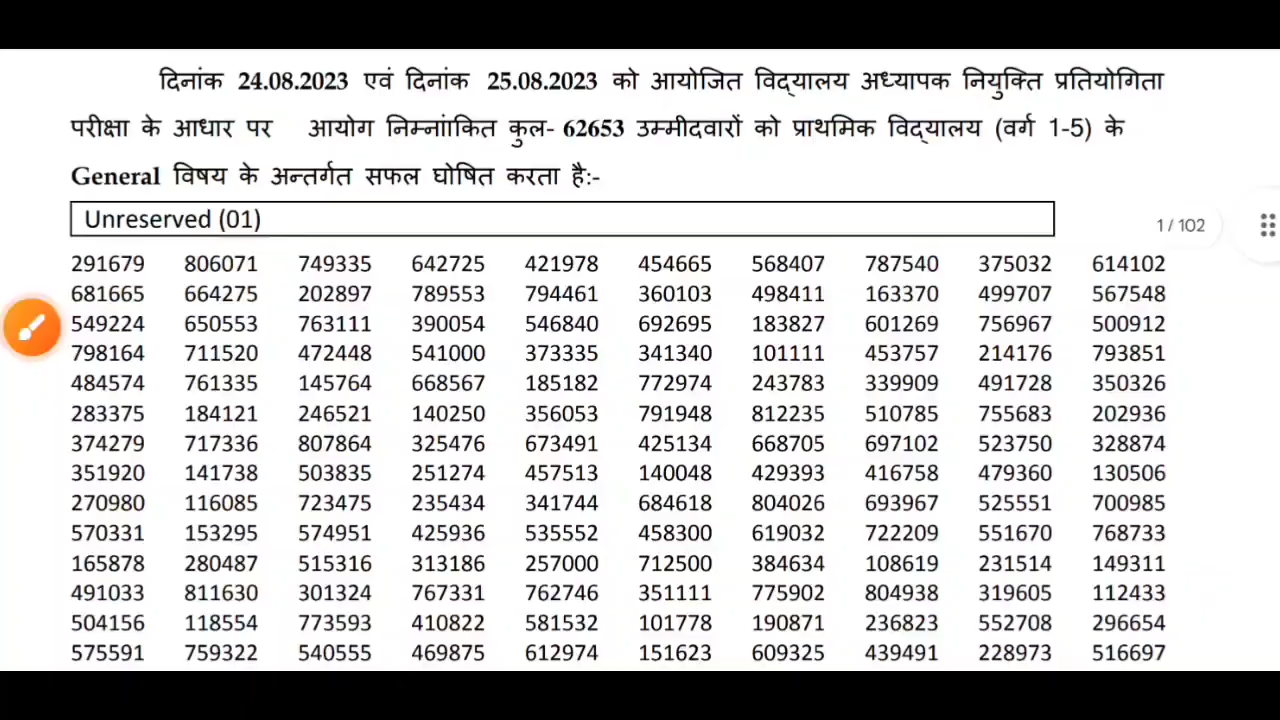 दिनांक 24.08.2023 एवं दिनांक 25.08.2023 को आयोजित विद्यालय अध्यापक नियुक्ति प्रतियोगिता
परीक्षा के आधार पर आयोग निम्नांकित कुल- 62653 उम्मीदवारों को प्राथमिक विद्यालय (वर्ग 1-5) के
General विषय के अन्तर्गत सफल घोषित करता है:-
Unreserved (01)
1 / 102
291679 806071 749335 642725 421978 454665 568407 787540 375032 614102
681665 664275 202897 789553 794461 360103 498411 163370 499707 567548
549224 650553 763111 390054 546840 692695 183827 601269 756967 500912
798164 711520 472448 541000 373335 341340 101111 453757 214176 793851
484574 761335 145764 668567 185182 772974 243783 339909 491728 350326
283375 184121 246521 140250 356053 791948 812235 510785 755683 202936
374279 717336 807864 325476 673491 425134 668705 697102 523750 328874
351920 141738 503835 251274 457513 140048 429393 416758 479360 130506
270980 116085 723475 235434 341744 684618 804026 693967 525551 700985
570331 153295 574951 425936 535552 458300 619032 722209 551670 768733
165878 280487 515316 313186 257000 712500 384634 108619 231514 149311
491033 811630 301324 767331 762746 351111 775902 804938 319605 112433
504156 118554 773593 410822 581532 101778 190871 236823 552708 296654
575591 759322 540555 469875 612974 151623 609325 439491 228973 516697